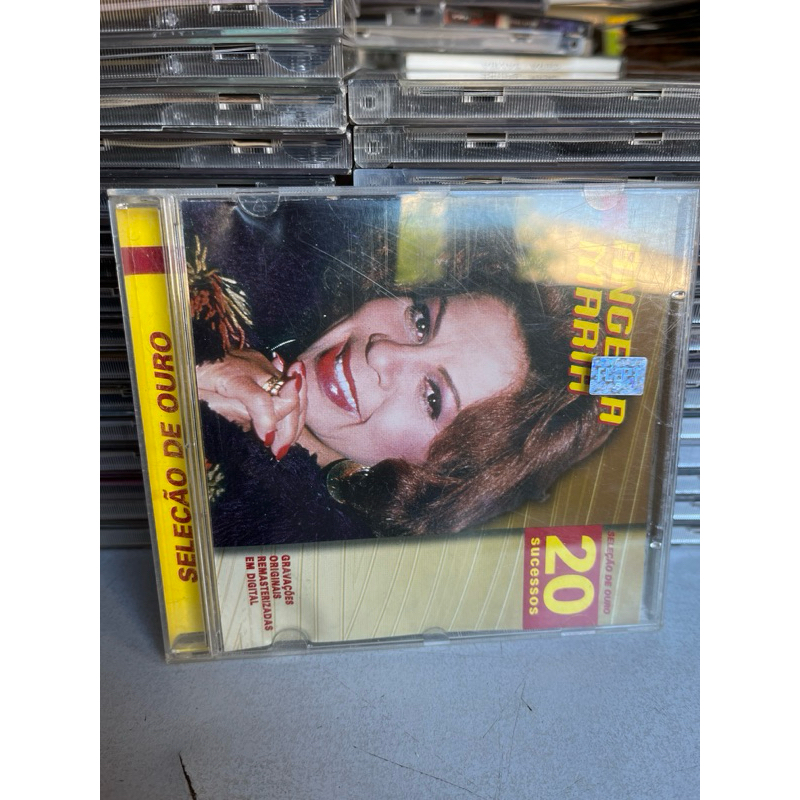 SELEÇÃO DE OURO
ANGELA
MARIA
SELEÇÃO DE OURO
20
sucessos
GRAVAÇÕES
ORIGINAIS
REMASTERIZADAS
EM DIGITAL